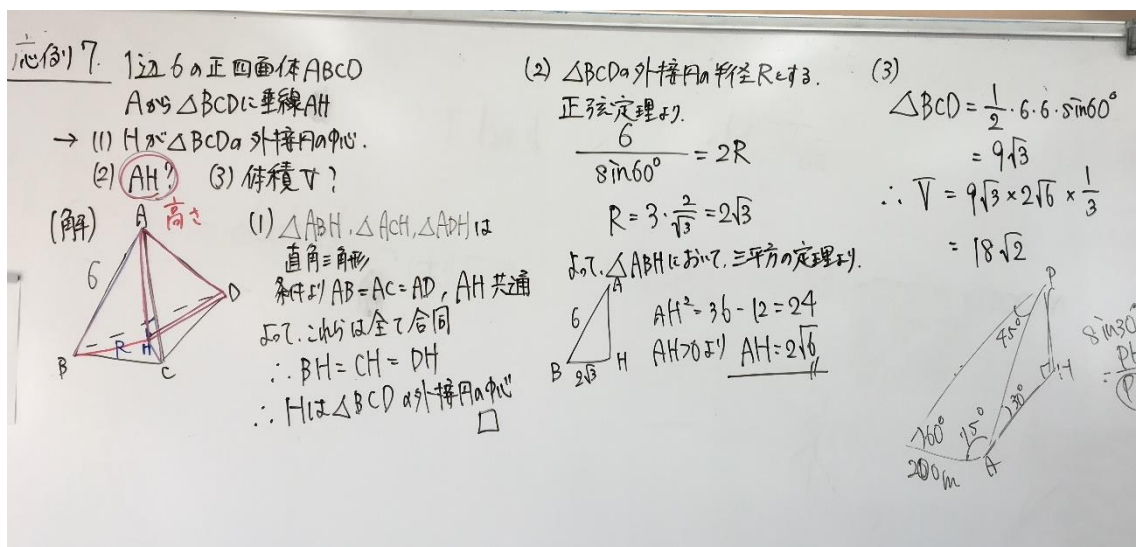 応例7. 1辺6の正四面体ABCD
Aから△BCDに垂線AH
→ (1) Hが△BCDの外接円の中心.
(2) AH? (3) 体積V?
高さ
(解)
A
6
B
R
H
C
D
(1) △ABH, △ACH, △ADHは
直角三角形
条件より AB=AC=AD, AH共通
よって、これらは全て合同
∴ BH=CH=DH
∴ Hは△BCDの外接円の中心
□
(2) △BCDの外接円の半径Rとする.
正弦定理より.
6/sin60° = 2R
R = 3・2/√3 = 2√3
よって、△ABHにおいて、三平方の定理より.
A
6
B
2√3
H
AH² = 36 - 12 = 24
AH>0より AH=2√6
(3)
△BCD = 1/2・6・6・sin60°
= 9√3
∴ V = 9√3 × 2√6 × 1/3
= 18√2
P
45°
H
30°
60°
75°
200m
A
sin30°
= PH/P